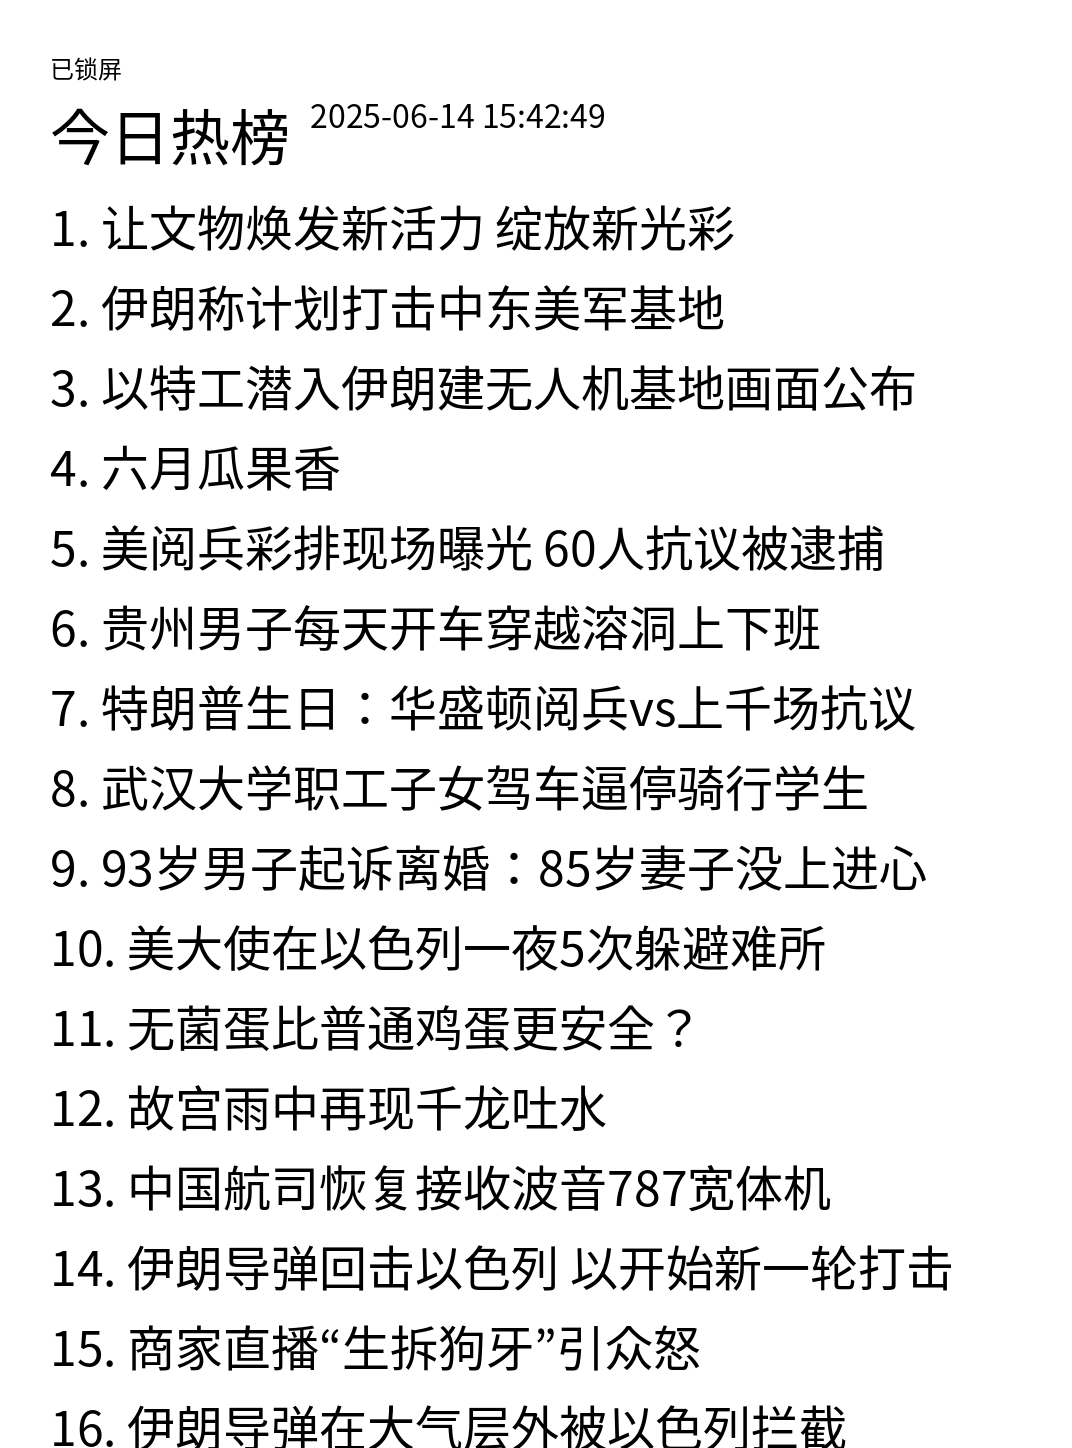 已锁屏
今日热榜 2025-06-14 15:42:49
1. 让文物焕发新活力 绽放新光彩
2. 伊朗称计划打击中东美军基地
3. 以特工潜入伊朗建无人机基地画面公布
4. 六月瓜果香
5. 美阅兵彩排现场曝光 60人抗议被逮捕
6. 贵州男子每天开车穿越溶洞上下班
7. 特朗普生日：华盛顿阅兵vs上千场抗议
8. 武汉大学职工子女驾车逼停骑行学生
9. 93岁男子起诉离婚：85岁妻子没上进心
10. 美大使在以色列一夜5次躲避难所
11. 无菌蛋比普通鸡蛋更安全？
12. 故宫雨中再现千龙吐水
13. 中国航司恢复接收波音787宽体机
14. 伊朗导弹回击以色列 以开始新一轮打击
15. 商家直播“生拆狗牙”引众怒
16. 伊朗导弹在大气层外被以色列拦截